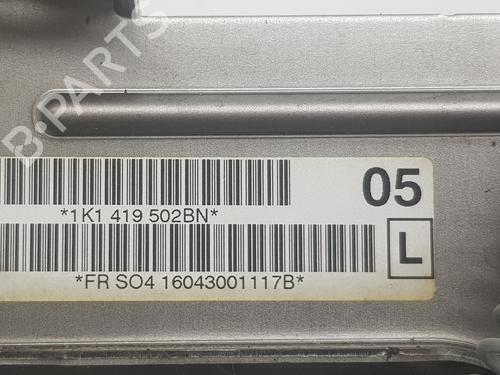 B-PARTS
05
*1K1 419 502BN*
L
*FR SO4 16043001117B*